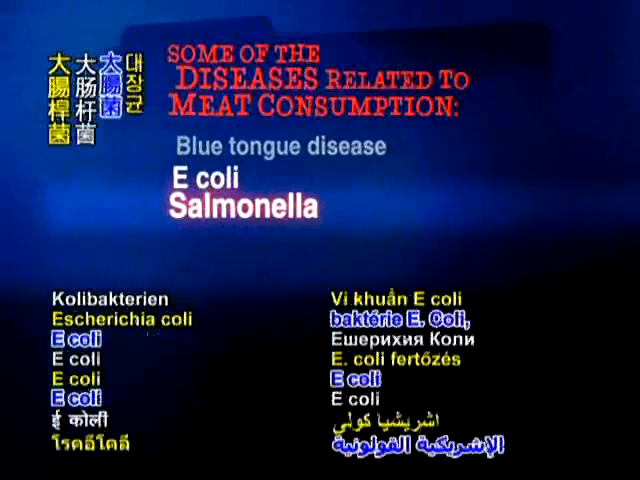 大腸桿菌
大肠杆菌
大腸菌
대장균
SOME OF THE
DISEASES RELATED TO
MEAT CONSUMPTION:
Blue tongue disease
E coli
Salmonella
Kolibakterien
Escherichia coli
E coli
E coli
E coli
E coli
ई कोली
โรคอีโคลี
Vi khuẩn E coli
baktérie E. Coli,
Ешерихия Коли
E. coli fertőzés
E coli
E coli
اشريشيا كولي
الإشريكية القولونية